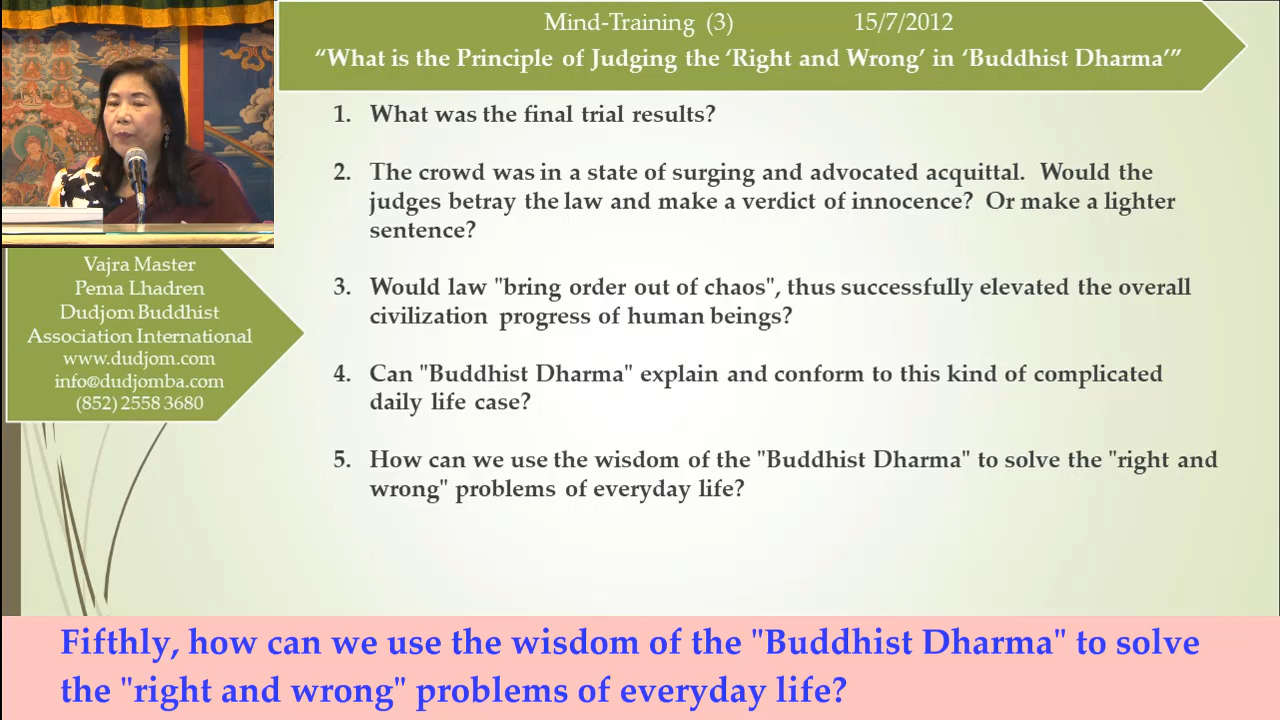 Mind-Training (3) 15/7/2012
“What is the Principle of Judging the ‘Right and Wrong’ in ‘Buddhist Dharma’”
1. What was the final trial results?
2. The crowd was in a state of surging and advocated acquittal. Would the
judges betray the law and make a verdict of innocence? Or make a lighter
sentence?
3. Would law "bring order out of chaos", thus successfully elevated the overall
civilization progress of human beings?
4. Can "Buddhist Dharma" explain and conform to this kind of complicated
daily life case?
5. How can we use the wisdom of the "Buddhist Dharma" to solve the "right and
wrong" problems of everyday life?
Vajra Master
Pema Lhadren
Dudjom Buddhist
Association International
www.dudjom.com
info@dudjomba.com
(852) 2558 3680
Fifthly, how can we use the wisdom of the "Buddhist Dharma" to solve
the "right and wrong" problems of everyday life?